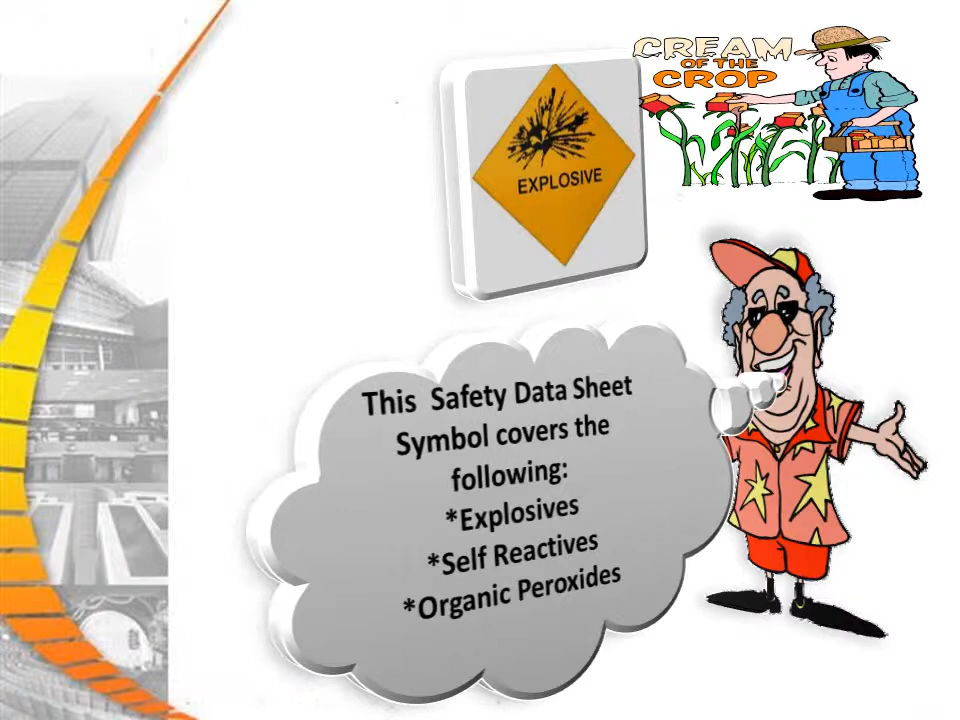 CREAM
OF THE
CROP
EXPLOSIVE
This Safety Data Sheet
Symbol covers the
following:
*Explosives
*Self Reactives
*Organic Peroxides